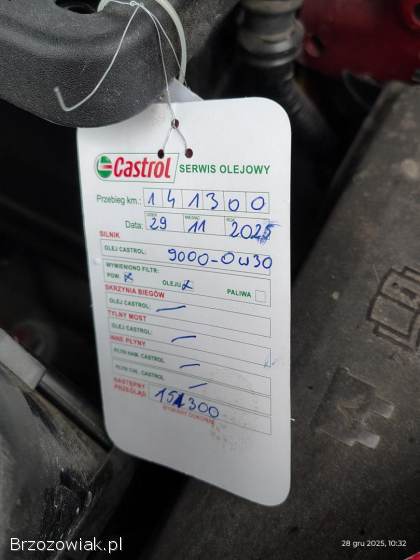 Castrol SERWIS OLEJOWY
Przebieg km.: 141300
Data: 29 11 2025
SILNIK
OLEJ CASTROL: 9000-0W30
WYMIENIONO FILTR:
POW. x OLEJU x PALIWA
SKRZYNIA BIEGÓW
OLEJ CASTROL: —
TYLNY MOST
OLEJ CASTROL: —
INNE PŁYNY
PŁYN HAM. CASTROL —
PŁYN CHŁ. CASTROL —
NASTĘPNY
PRZEGLĄD 151300
Brzozowiak.pl
28 gru 2025, 10:32